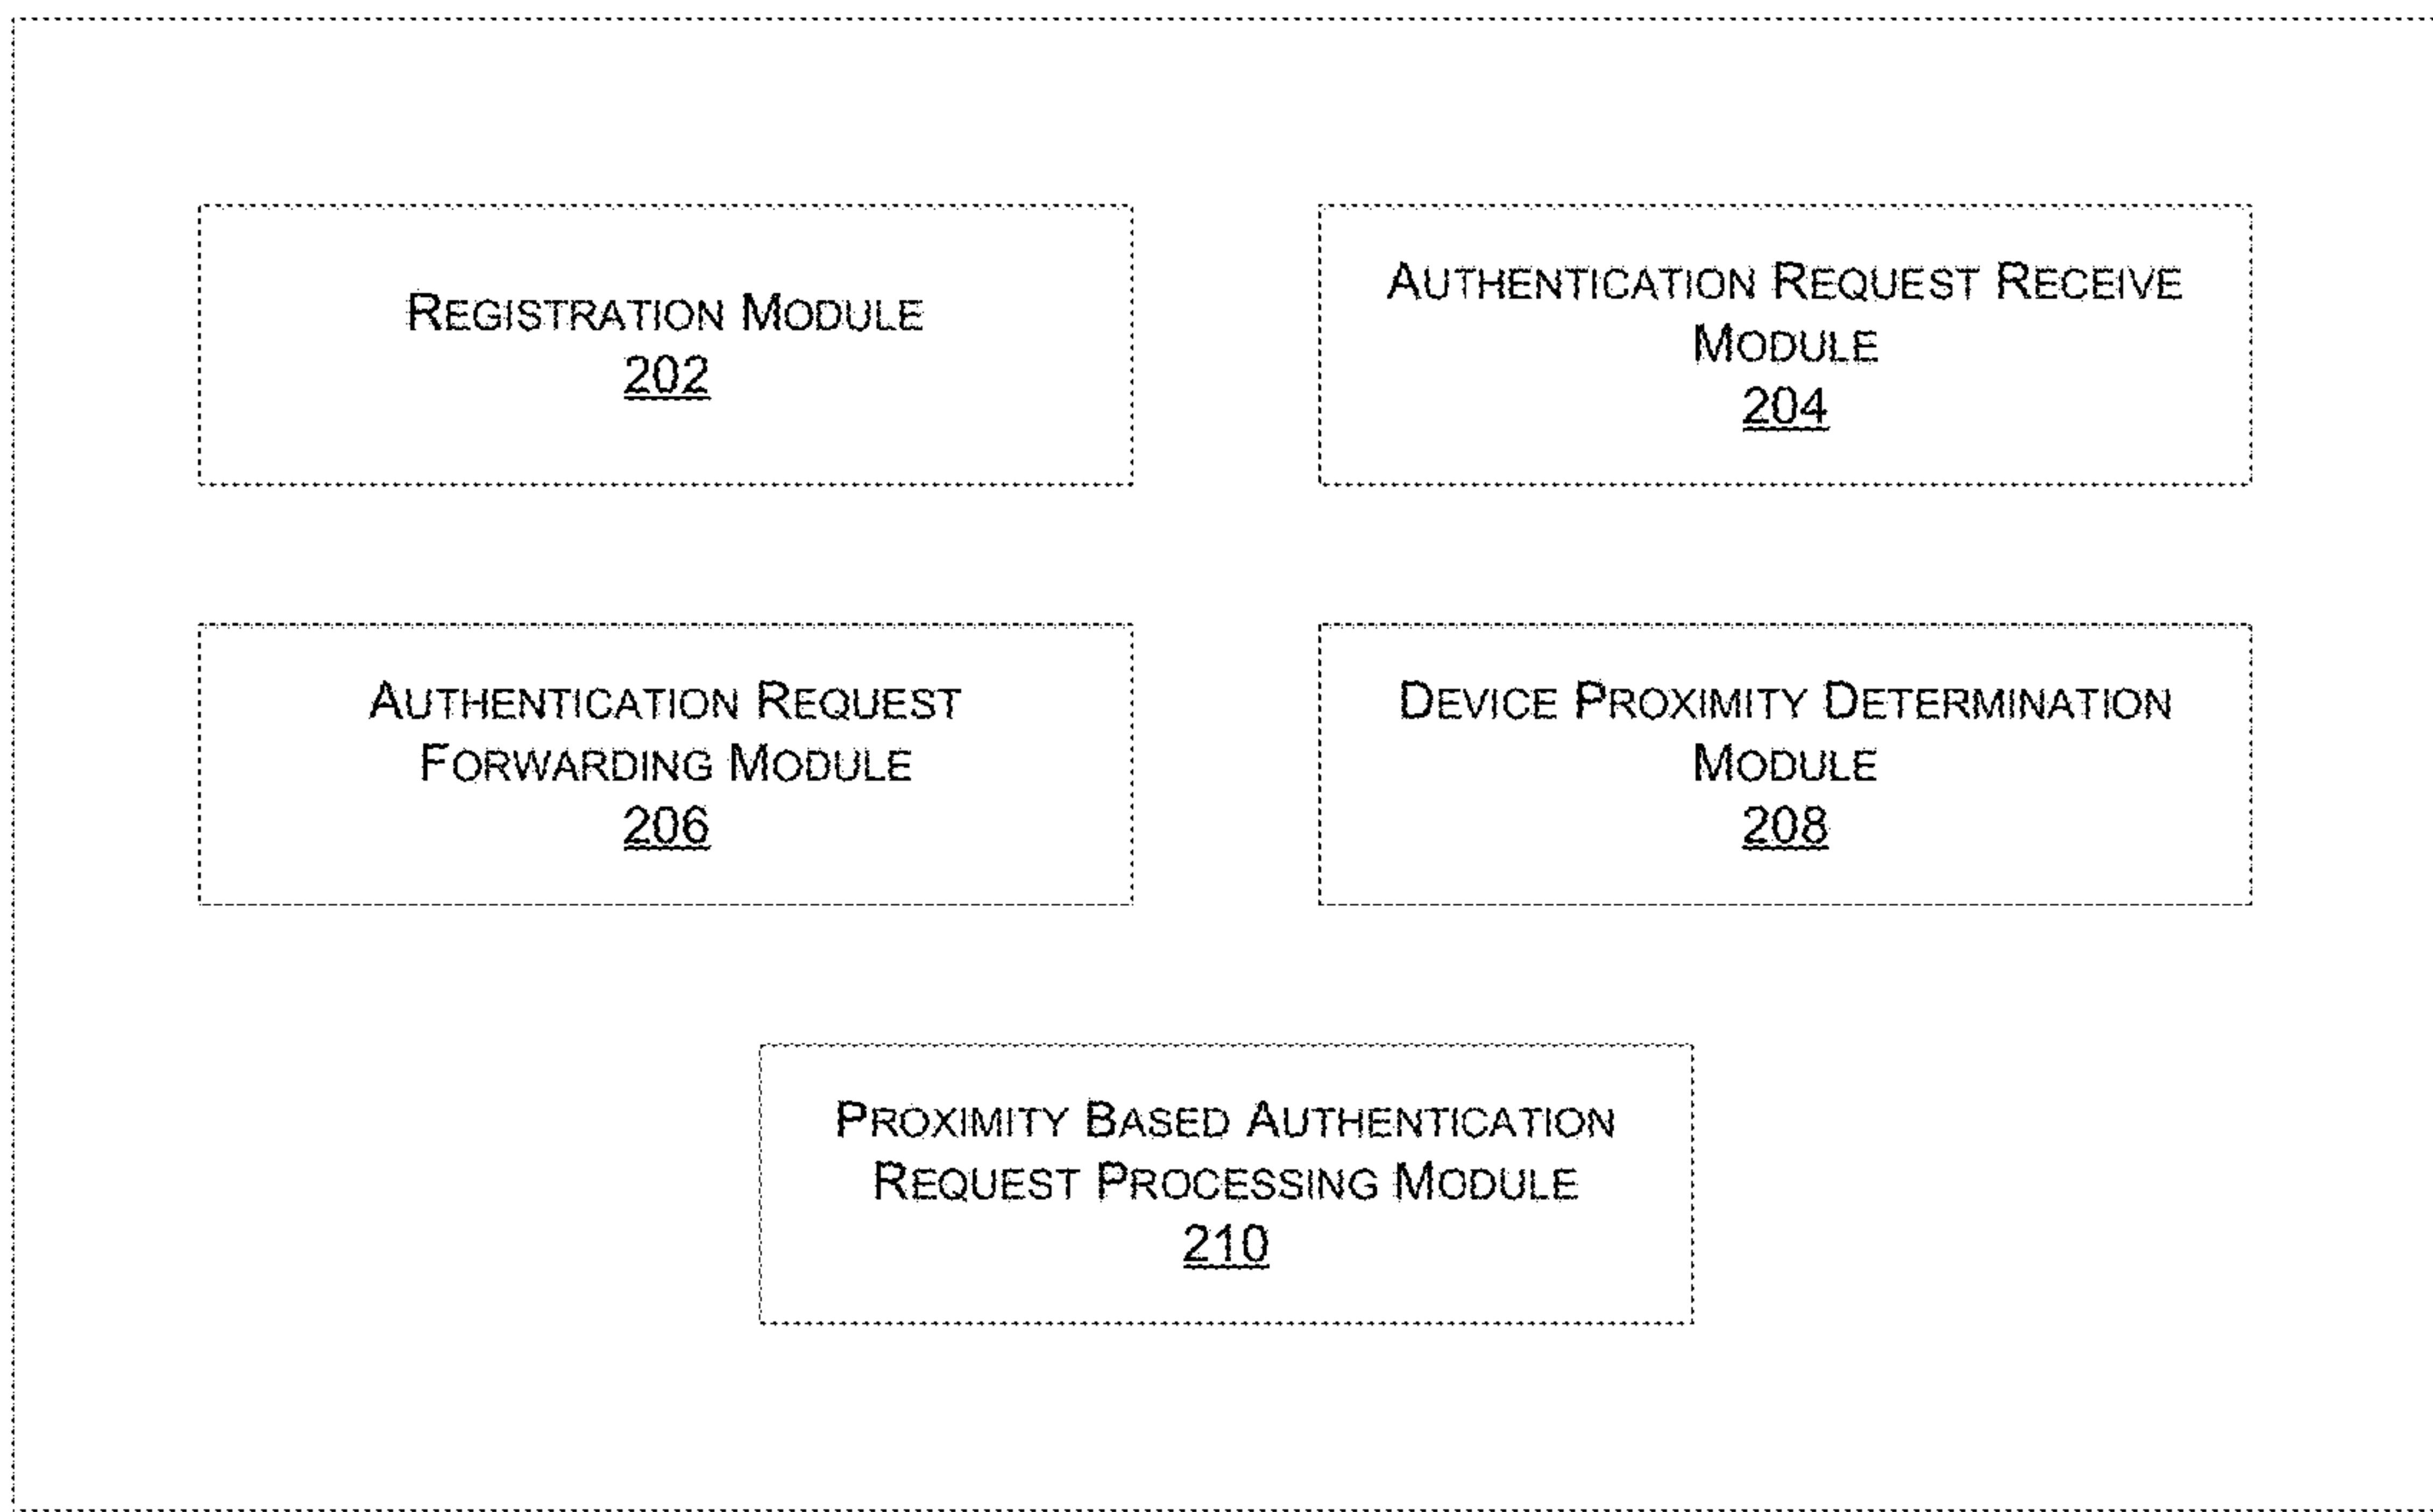 REGISTRATION MODULE
202
AUTHENTICATION REQUEST RECEIVE
MODULE
204
AUTHENTICATION REQUEST
FORWARDING MODULE
206
DEVICE PROXIMITY DETERMINATION
MODULE
208
PROXIMITY BASED AUTHENTICATION
REQUEST PROCESSING MODULE
210